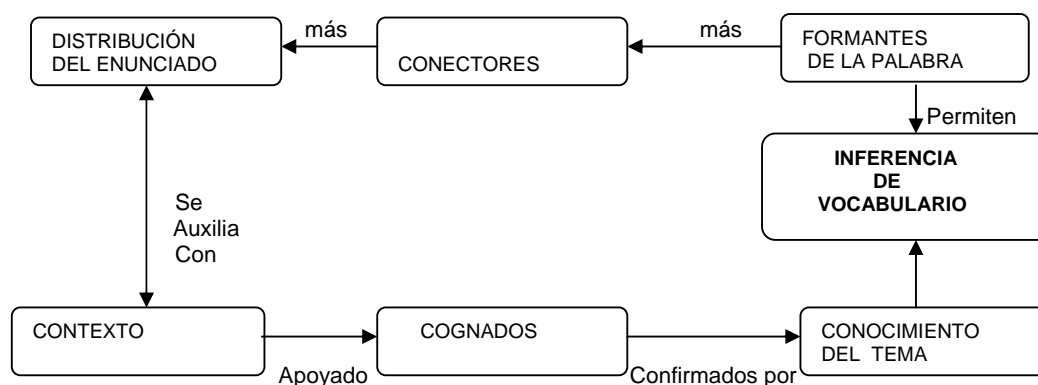 DISTRIBUCIÓN
DEL ENUNCIADO
más
CONECTORES
más
FORMANTES
DE LA PALABRA
Permiten
INFERENCIA
DE
VOCABULARIO
Se
Auxilia
Con
CONTEXTO
Apoyado
COGNADOS
Confirmados por
CONOCIMIENTO
DEL TEMA